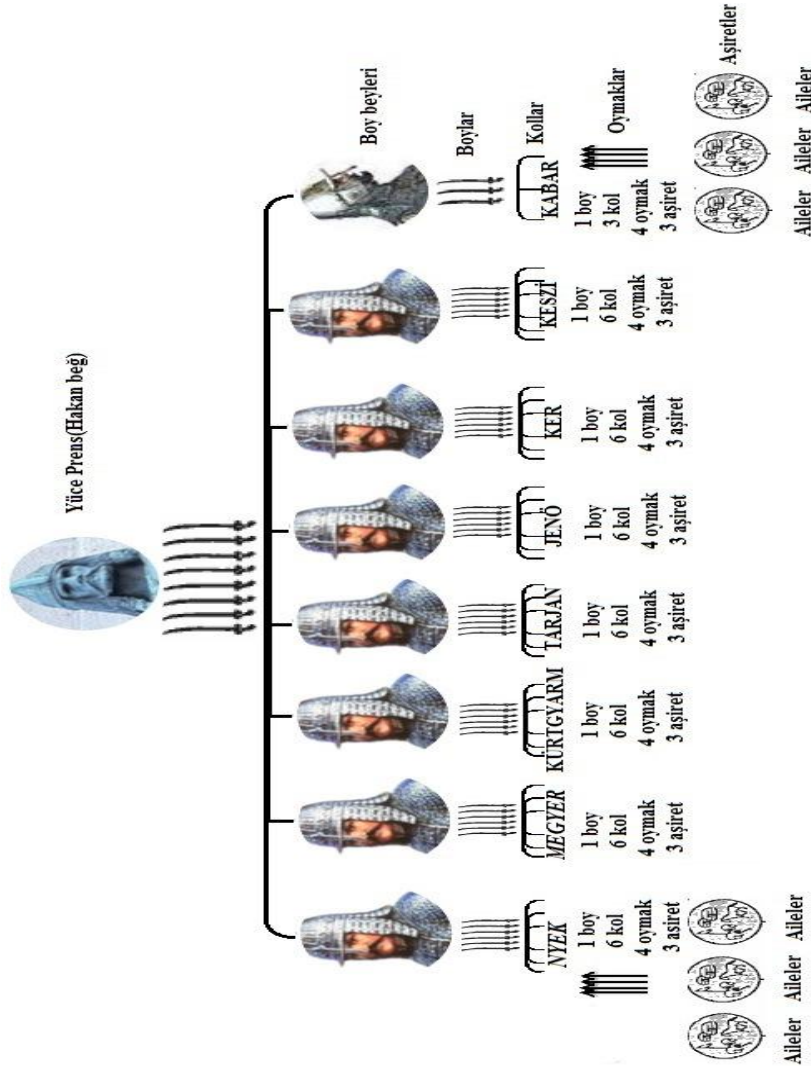 Yüce Prens(Hakan beğ)
Boy beyleri
Boylar
Kollar
NYEK
MEGYER
KURTGYARM
TARJAN
JENO
KER
KESZI
KABAR
Oymaklar
1 boy
6 kol
4 oymak
3 aşiret
1 boy
6 kol
4 oymak
3 aşiret
1 boy
6 kol
4 oymak
3 aşiret
1 boy
6 kol
4 oymak
3 aşiret
1 boy
6 kol
4 oymak
3 aşiret
1 boy
6 kol
4 oymak
3 aşiret
1 boy
6 kol
4 oymak
3 aşiret
1 boy
3 kol
4 oymak
3 aşiret
Aşiretler
Aileler Aileler Aileler
Aileler Aileler Aileler